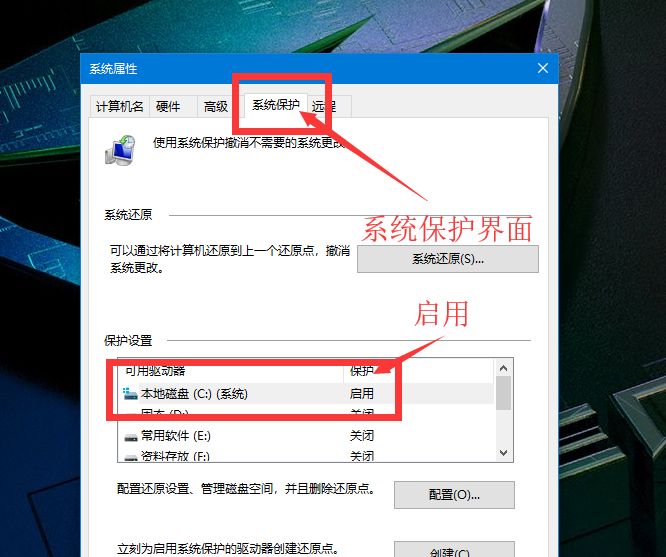 系统属性
计算机名 硬件 高级 系统保护 远程
使用系统保护撤消不需要的系统更改。
系统保护界面
系统还原
可以通过将计算机还原到上一个还原点，撤消
系统更改。
系统还原(S)...
启用
保护设置
可用驱动器 保护
本地磁盘 (C:) (系统) 启用
固态 (D:) 关闭
常用软件 (E:) 关闭
资料存放 (F:) 关闭
配置还原设置、管理磁盘空间，并且删除还原点。
配置(O)...
立刻为启用系统保护的驱动器创建还原点。
创建(C)...